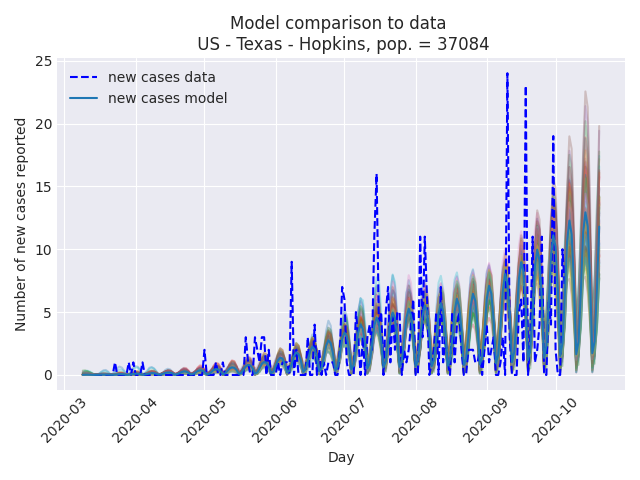 Model comparison to data
US - Texas - Hopkins, pop. = 37084
new cases data
new cases model
Number of new cases reported
25
20
15
10
5
0
2020-03
2020-04
2020-05
2020-06
2020-07
2020-08
2020-09
2020-10
Day